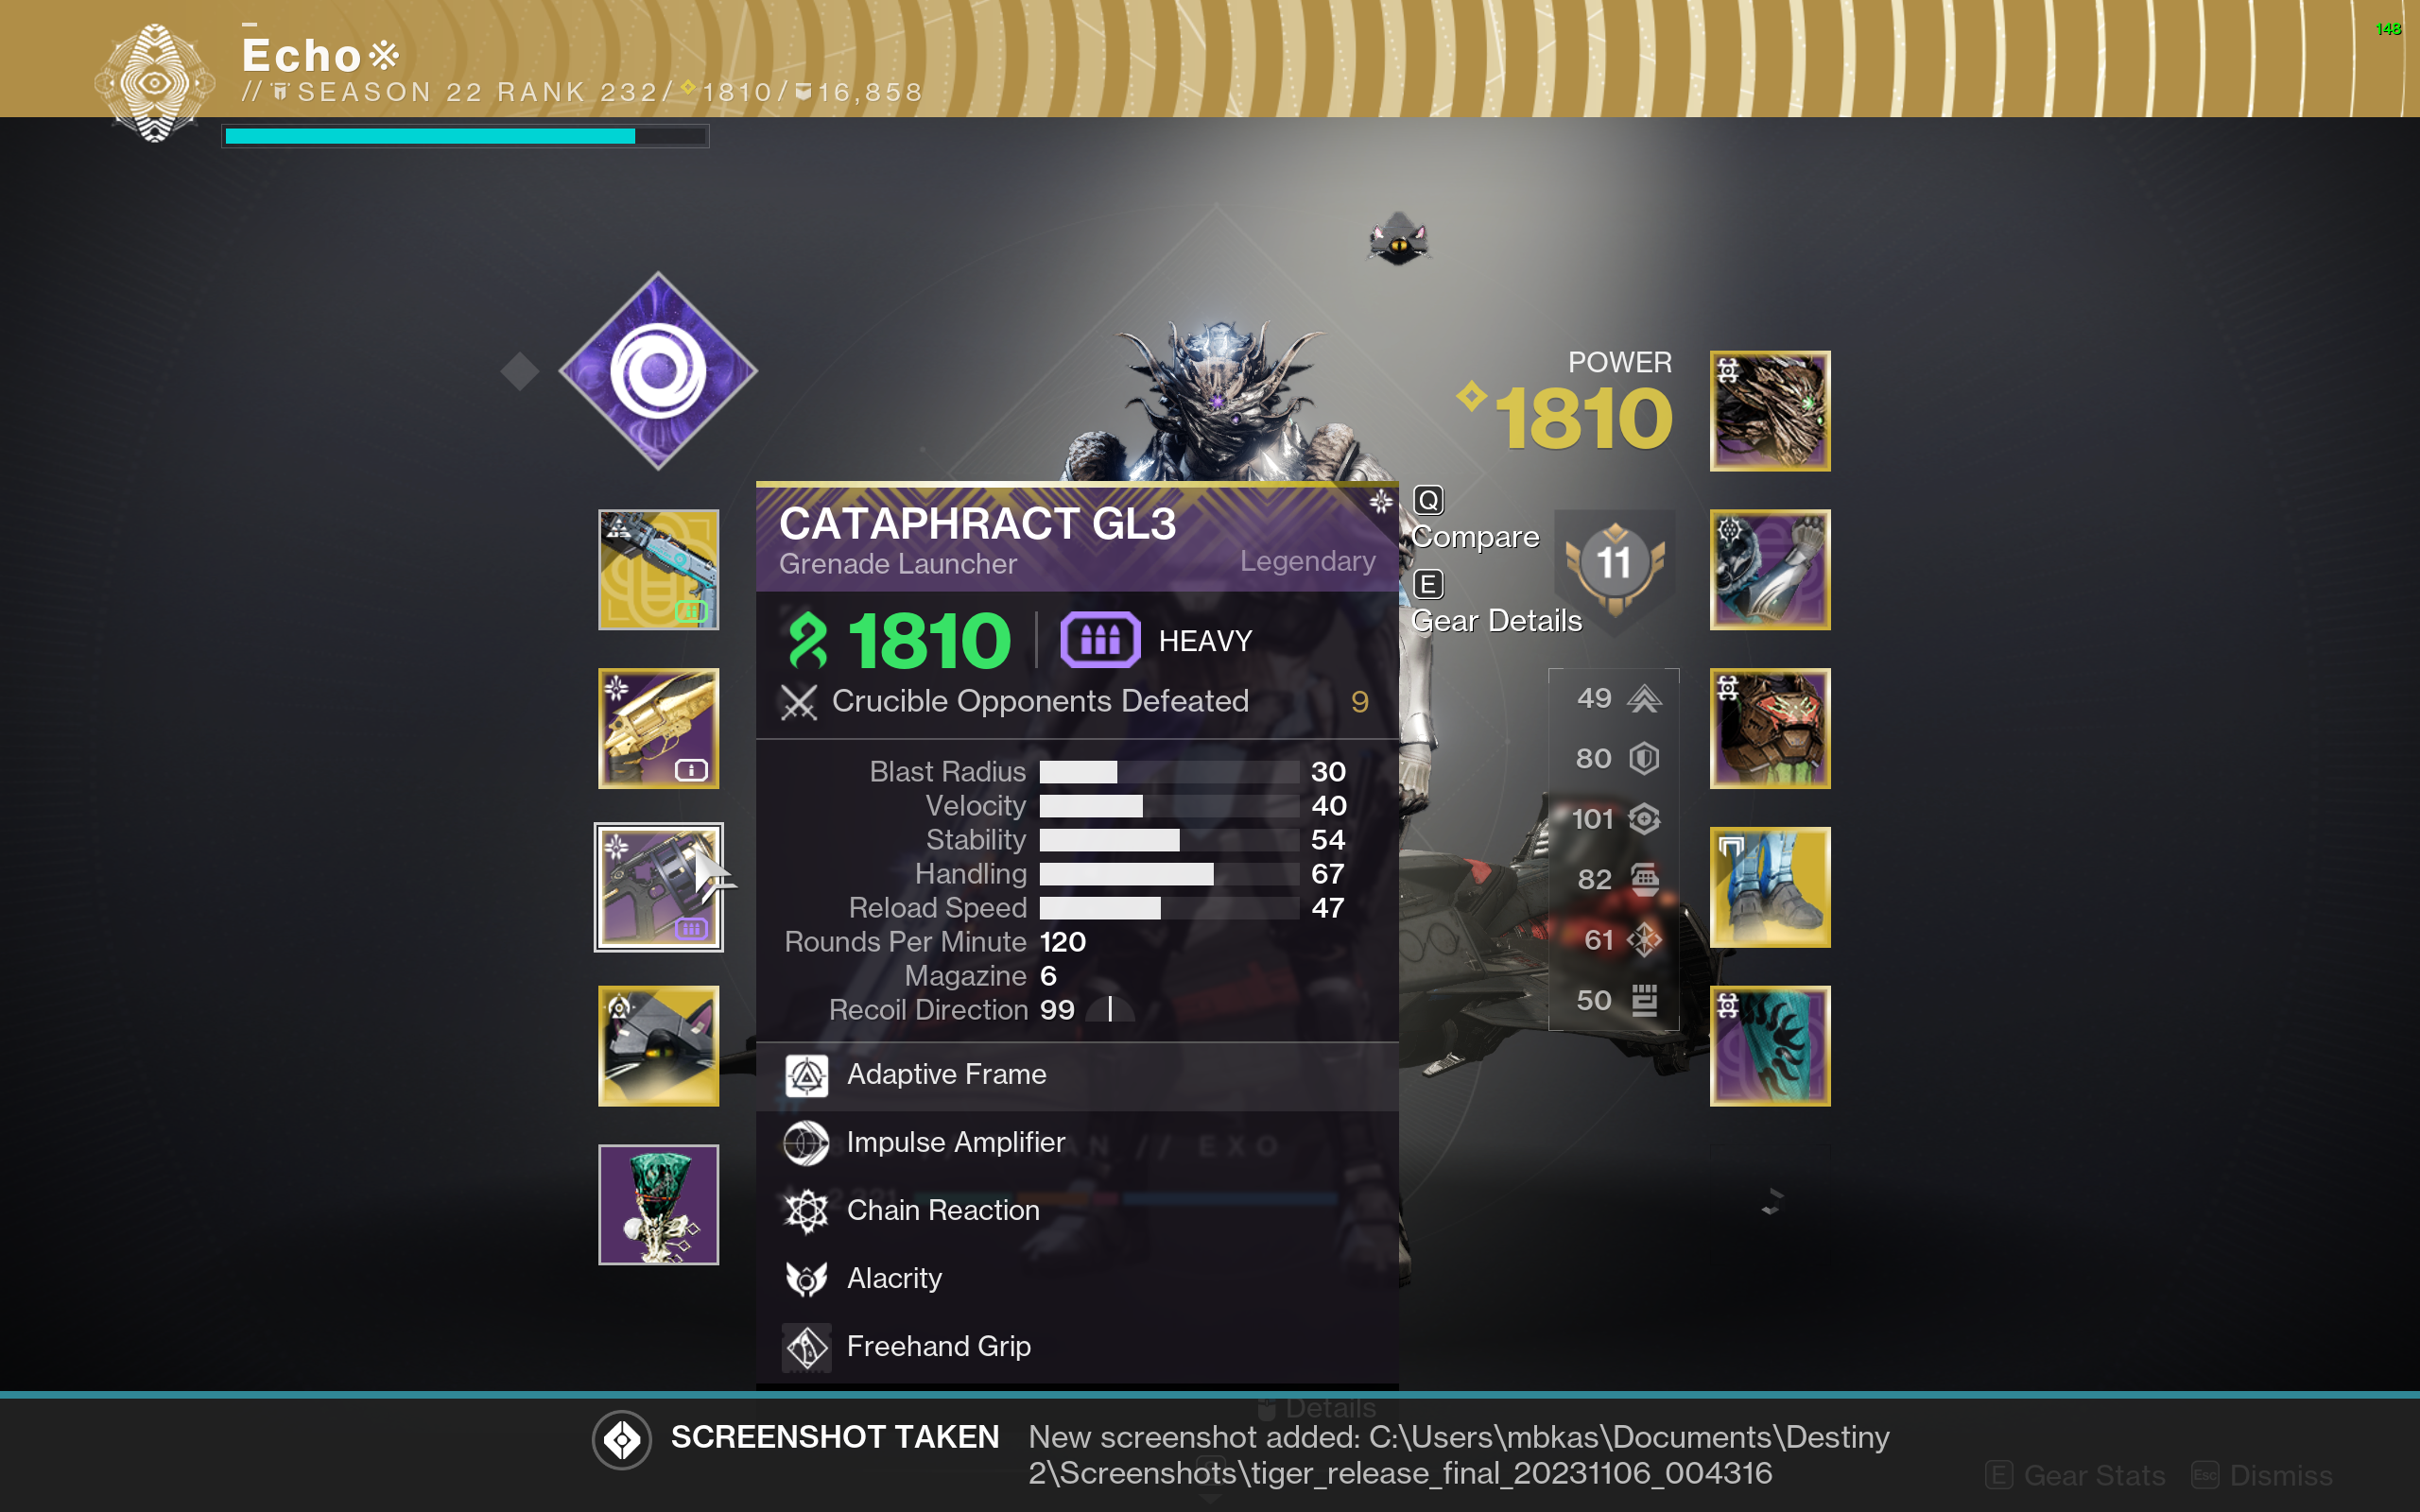 148
Echo※
// SEASON 22 RANK 232/ 1810/ 16,858
POWER
1810
CATAPHRACT GL3
Grenade Launcher
Legendary
Q
Compare
E
Gear Details
11
1810
HEAVY
Crucible Opponents Defeated 9
Blast Radius 30
Velocity 40
Stability 54
Handling 67
Reload Speed 47
Rounds Per Minute 120
Magazine 6
Recoil Direction 99
49
80
101
82
61
50
Adaptive Frame
Impulse Amplifier
// EXO
Chain Reaction
Alacrity
Freehand Grip
Details
SCREENSHOT TAKEN
New screenshot added: C:\Users\mbkas\Documents\Destiny
2\Screenshots\tiger_release_final_20231106_004316
E Gear Stats Esc Dismiss